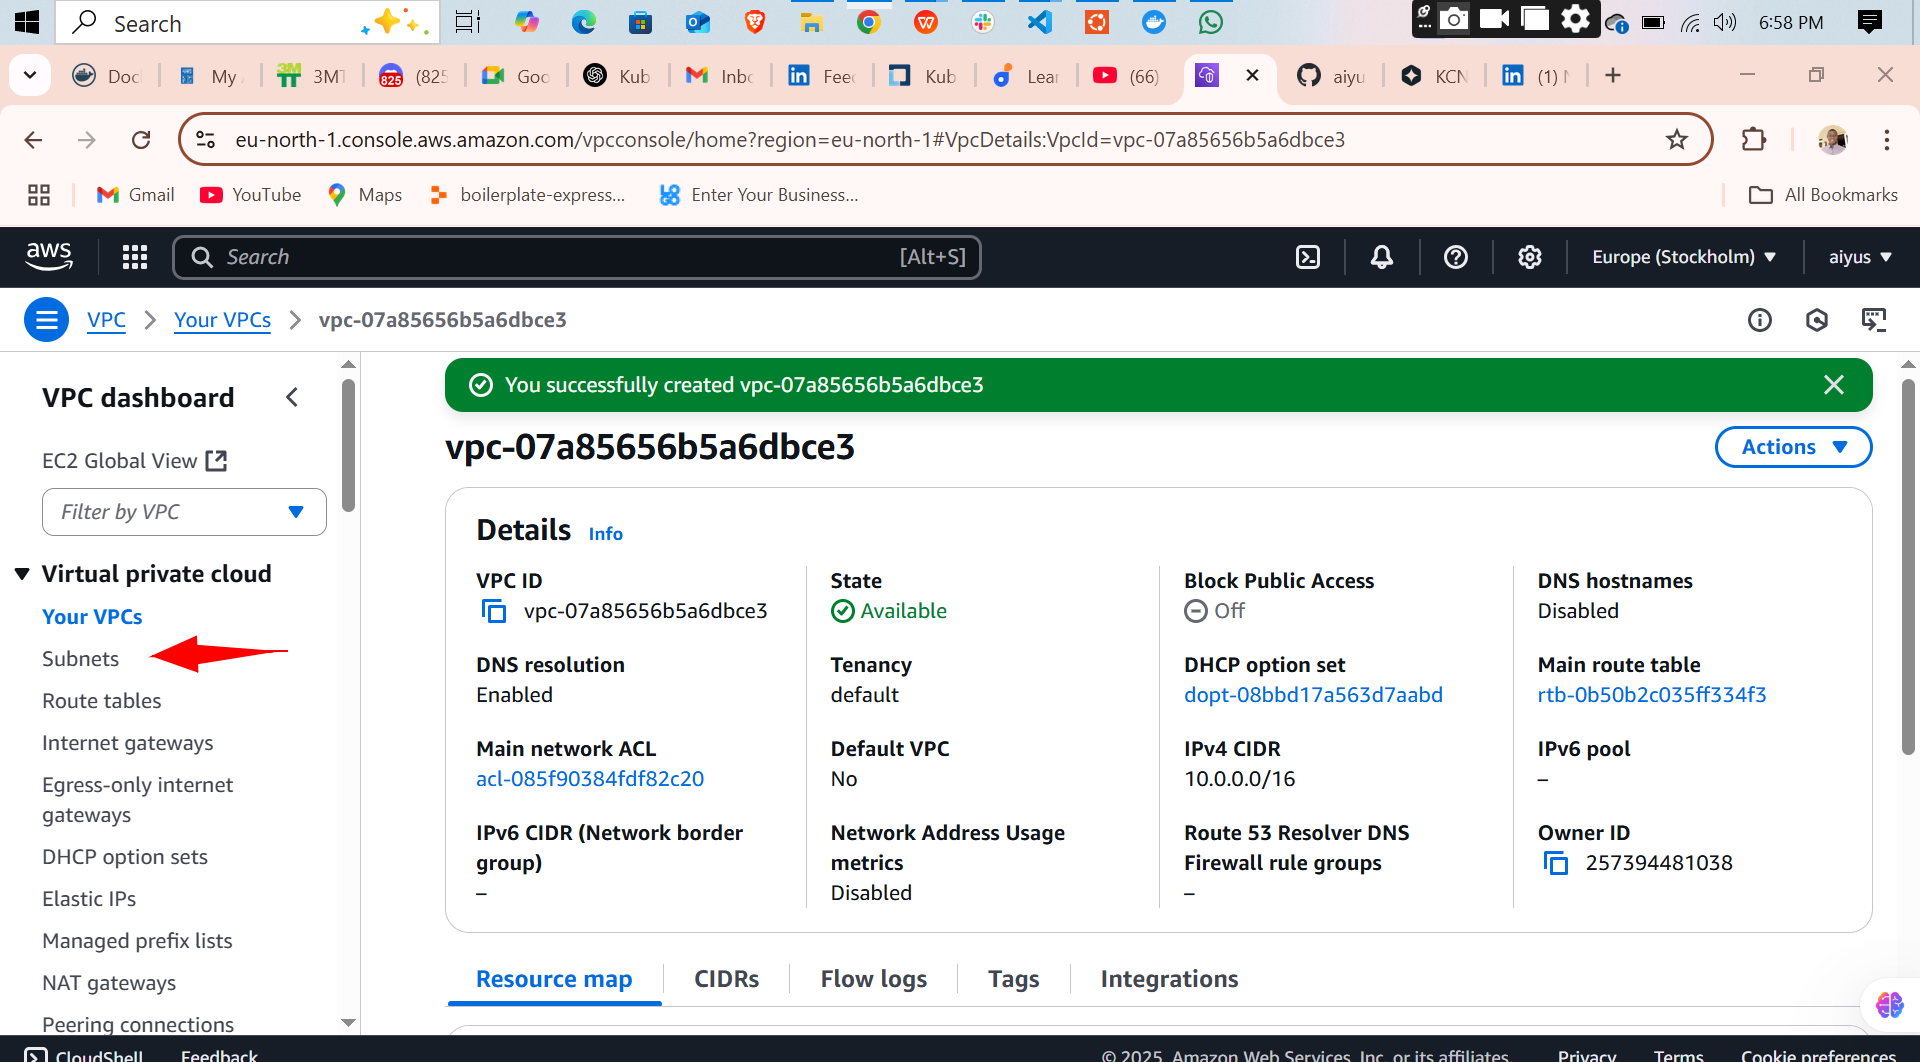 Search
6:58 PM
Doc
My
3MT
(825
Goo
Kub
Inbo
Feed
Kub
Lear
(66)
aiyu
KCN
(1)
eu-north-1.console.aws.amazon.com/vpcconsole/home?region=eu-north-1#VpcDetails:VpcId=vpc-07a85656b5a6dbce3
Gmail YouTube Maps boilerplate-express... Enter Your Business... All Bookmarks
aws Search [Alt+S] Europe (Stockholm) aiyus
VPC Your VPCs vpc-07a85656b5a6dbce3
VPC dashboard
EC2 Global View
Filter by VPC
Virtual private cloud
Your VPCs
Subnets
Route tables
Internet gateways
Egress-only internet
gateways
DHCP option sets
Elastic IPs
Managed prefix lists
NAT gateways
Peering connections
You successfully created vpc-07a85656b5a6dbce3
vpc-07a85656b5a6dbce3
Actions
Details Info
VPC ID
vpc-07a85656b5a6dbce3
State
Available
Block Public Access
Off
DNS hostnames
Disabled
DNS resolution
Enabled
Tenancy
default
DHCP option set
dopt-08bbd17a563d7aabd
Main route table
rtb-0b50b2c035ff334f3
Main network ACL
acl-085f90384fdf82c20
Default VPC
No
IPv4 CIDR
10.0.0.0/16
IPv6 pool
–
IPv6 CIDR (Network border
group)
–
Network Address Usage
metrics
Disabled
Route 53 Resolver DNS
Firewall rule groups
–
Owner ID
257394481038
Resource map CIDRs Flow logs Tags Integrations
CloudShell Feedback © 2025, Amazon Web Services, Inc. or its affiliates. Privacy Terms Cookie preferences